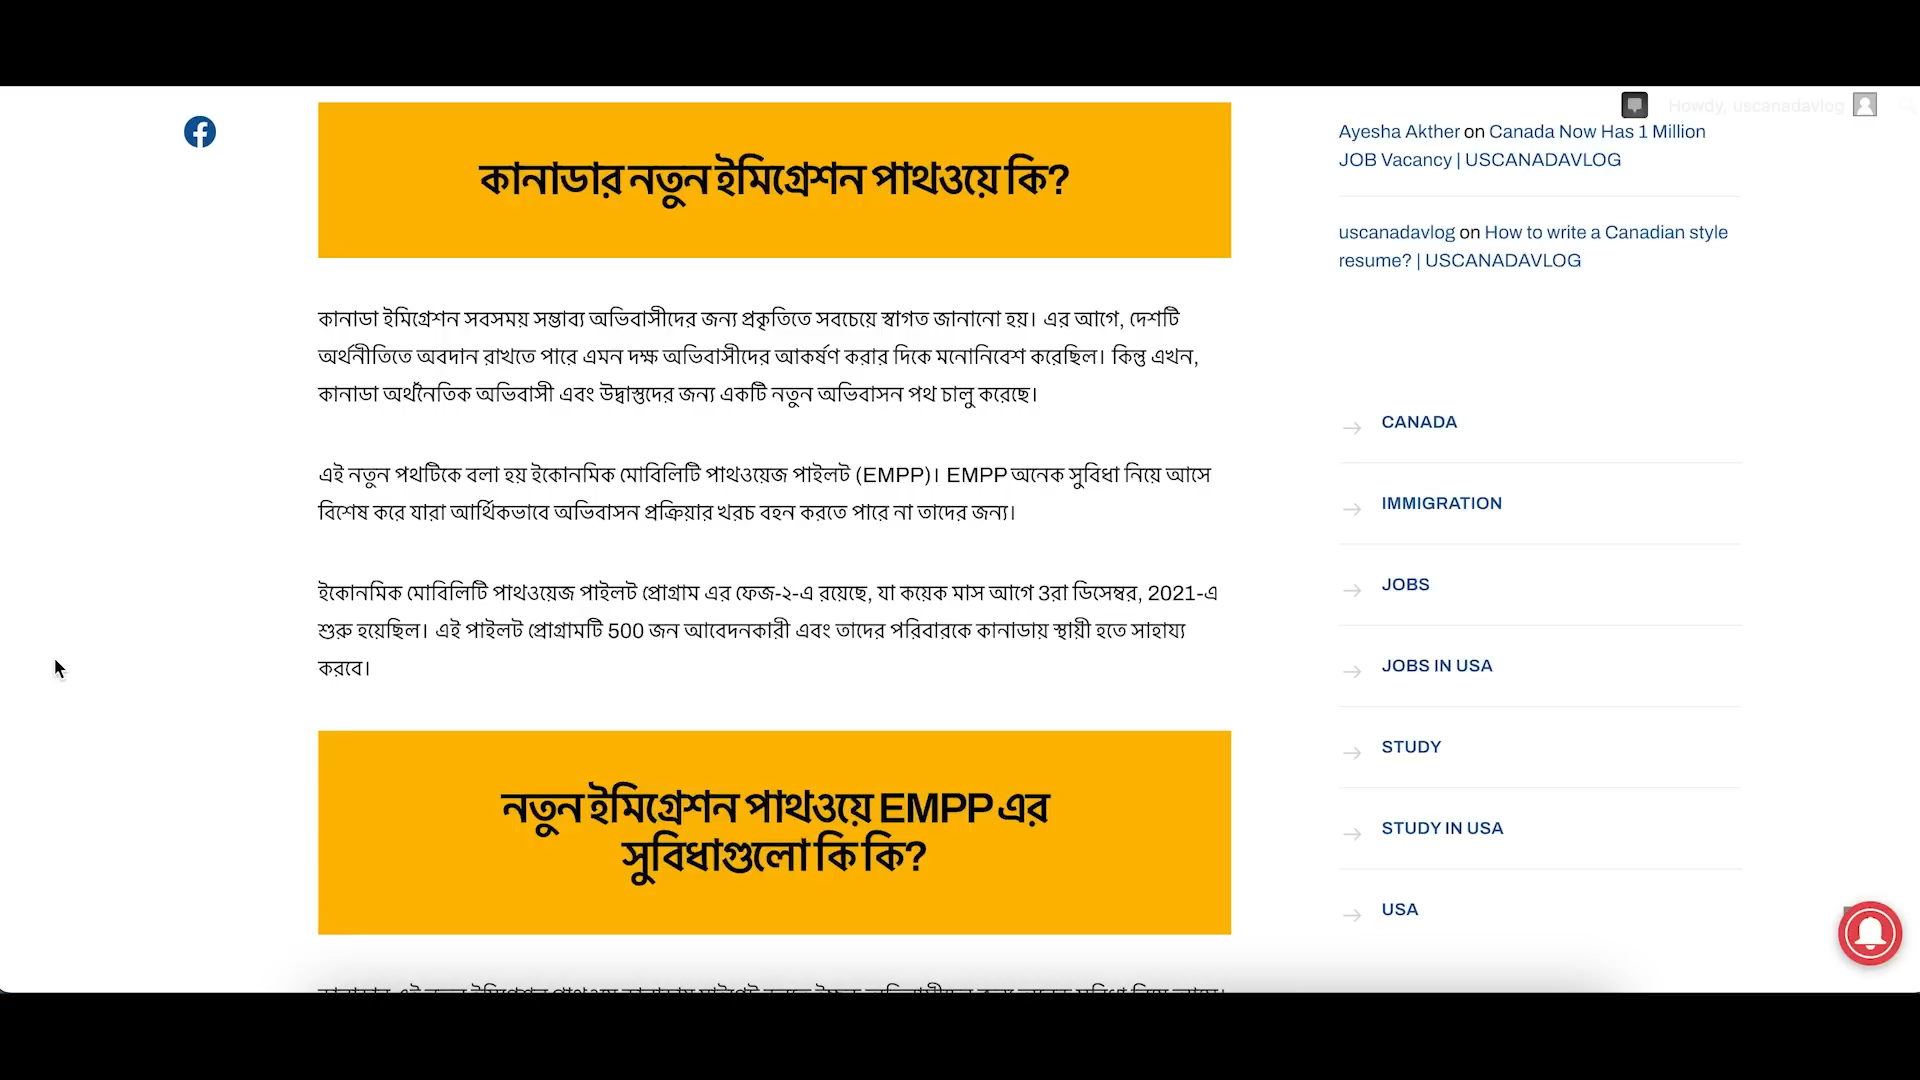 Howdy, uscanadavlog
কানাডার নতুন ইমিগ্রেশন পাথওয়ে কি?
কানাডা ইমিগ্রেশন সবসময় সম্ভাব্য অভিবাসীদের জন্য প্রকৃতিতে সবচেয়ে স্বাগত জানানো হয়। এর আগে, দেশটি
অর্থনীতিতে অবদান রাখতে পারে এমন দক্ষ অভিবাসীদের আকর্ষণ করার দিকে মনোনিবেশ করেছিল। কিন্তু এখন,
কানাডা অর্থনৈতিক অভিবাসী এবং উদ্বাস্তুদের জন্য একটি নতুন অভিবাসন পথ চালু করেছে।
এই নতুন পথটিকে বলা হয় ইকোনমিক মোবিলিটি পাথওয়েজ পাইলট (EMPP)। EMPP অনেক সুবিধা নিয়ে আসে
বিশেষ করে যারা আর্থিকভাবে অভিবাসন প্রক্রিয়ার খরচ বহন করতে পারে না তাদের জন্য।
ইকোনমিক মোবিলিটি পাথওয়েজ পাইলট প্রোগ্রাম এর ফেজ-২-এ রয়েছে, যা কয়েক মাস আগে 3রা ডিসেম্বর, 2021-এ
শুরু হয়েছিল। এই পাইলট প্রোগ্রামটি 500 জন আবেদনকারী এবং তাদের পরিবারকে কানাডায় স্থায়ী হতে সাহায্য
করবে।
নতুন ইমিগ্রেশন পাথওয়ে EMPP এর
সুবিধাগুলো কি কি?
Ayesha Akther on Canada Now Has 1 Million
JOB Vacancy | USCANADAVLOG
uscanadavlog on How to write a Canadian style
resume? | USCANADAVLOG
CANADA
IMMIGRATION
JOBS
JOBS IN USA
STUDY
STUDY IN USA
USA